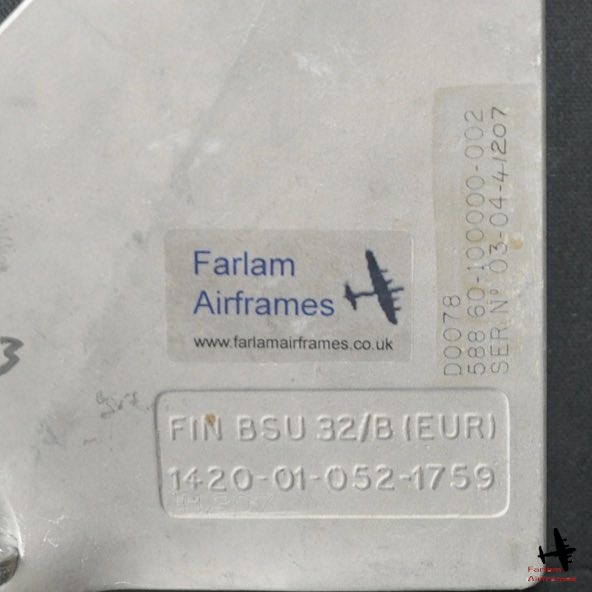 Farlam
Airframes
www.farlamairframes.co.uk
D0078
588 60-100000-002
SER Nº 03-04-41207
FIN BSU 32/B (EUR)
1420-01-052-1759
3
Farlam
Airframes